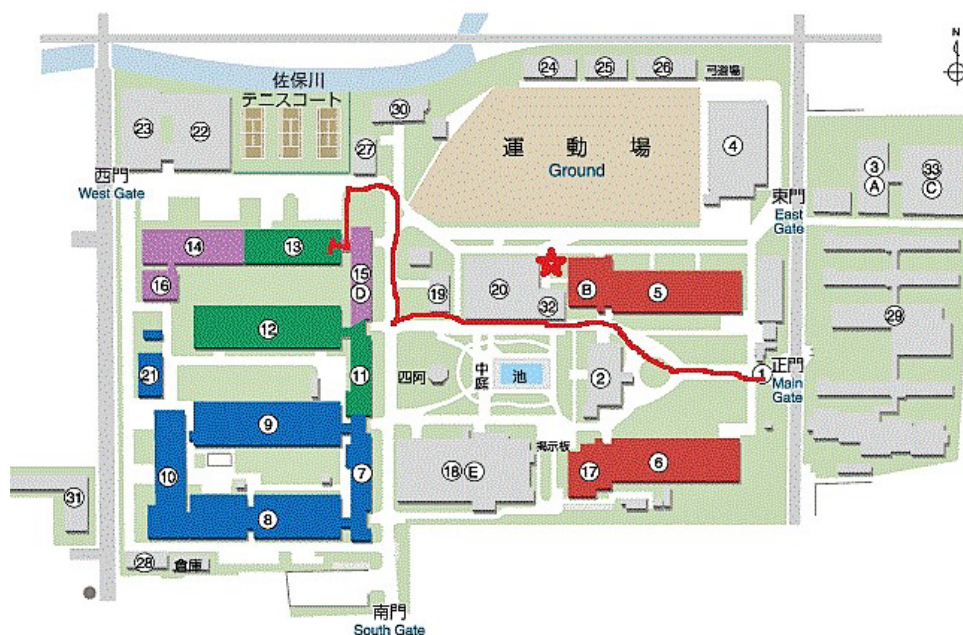 N
佐保川
テニスコート
24
25
26
弓道場
30
23
22
27
運動場
Ground
4
3
A
33
C
西門
West Gate
東門
East
Gate
14
13
15
D
16
19
20
32
B
5
29
12
11
21
四阿
中庭
池
2
1
正門
Main
Gate
9
10
7
8
18
E
掲示板
17
6
31
28
倉庫
南門
South Gate